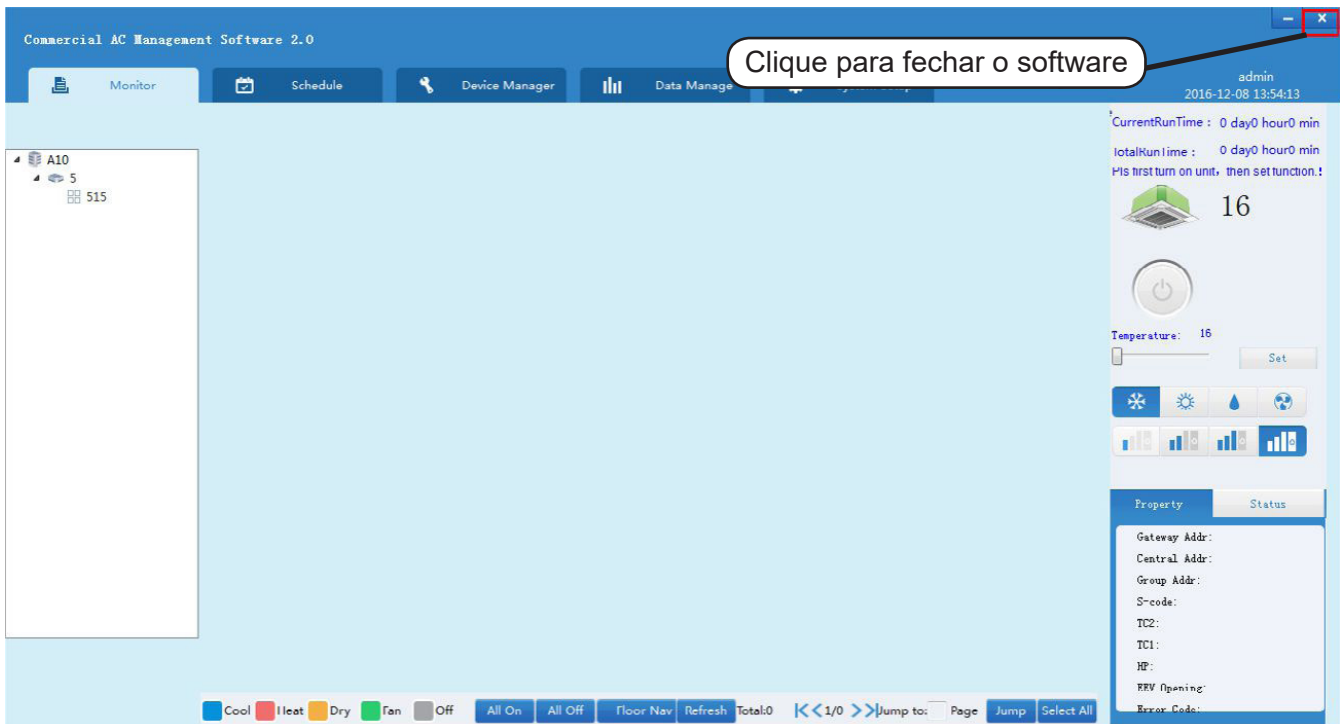 Commercial AC Management Software 2.0
Clique para fechar o software
Monitor
Schedule
Device Manager
Data Manage
admin
2016-12-08 13:54:13
CurrentRunTime : 0 day0 hour0 min
TotalRunTime : 0 day0 hour0 min
Pls first turn on unit, then set function.!
A10
5
515
16
Temperature: 16
Set
Property
Status
Gateway Addr:
Central Addr:
Group Addr:
S-code:
TC2:
TC1:
HP:
EEV Opening:
Error Code:
Cool Heat Dry Fan Off All On All Off Floor Nav Refresh Total:0 1/0 Jump to: Page Jump Select All